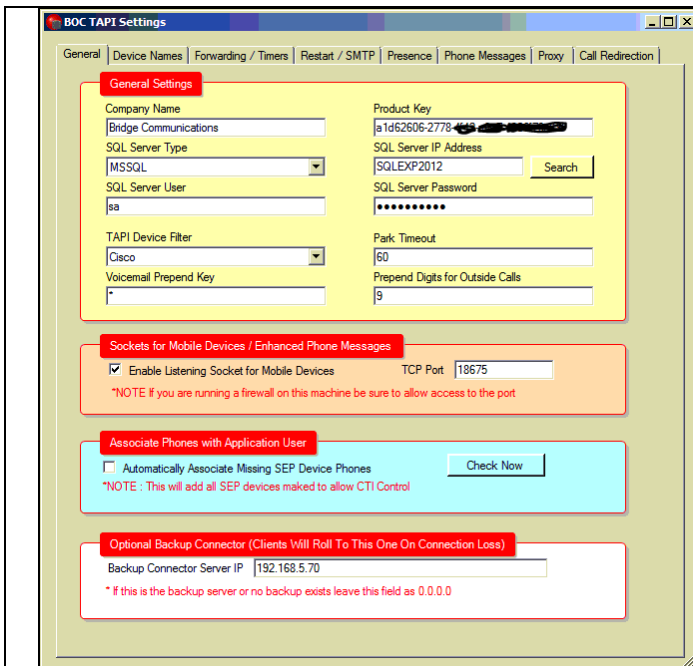 BOC TAPI Settings
General Device Names Forwarding / Timers Restart / SMTP Presence Phone Messages Proxy Call Redirection
General Settings
Company Name Product Key
Bridge Communications a1d62606-2778-
SQL Server Type SQL Server IP Address
MSSQL SQLEXP2012 Search
SQL Server User SQL Server Password
sa ●●●●●●●●●●
TAPI Device Filter Park Timeout
Cisco 60
Voicemail Prepend Key Prepend Digits for Outside Calls
* 9
Sockets for Mobile Devices / Enhanced Phone Messages
Enable Listening Socket for Mobile Devices TCP Port 18675
*NOTE If you are running a firewall on this machine be sure to allow access to the port
Associate Phones with Application User
Automatically Associate Missing SEP Device Phones Check Now
*NOTE : This will add all SEP devices maked to allow CTI Control
Optional Backup Connector (Clients Will Roll To This One On Connection Loss)
Backup Connector Server IP 192.168.5.70
* If this is the backup server or no backup exists leave this field as 0.0.0.0